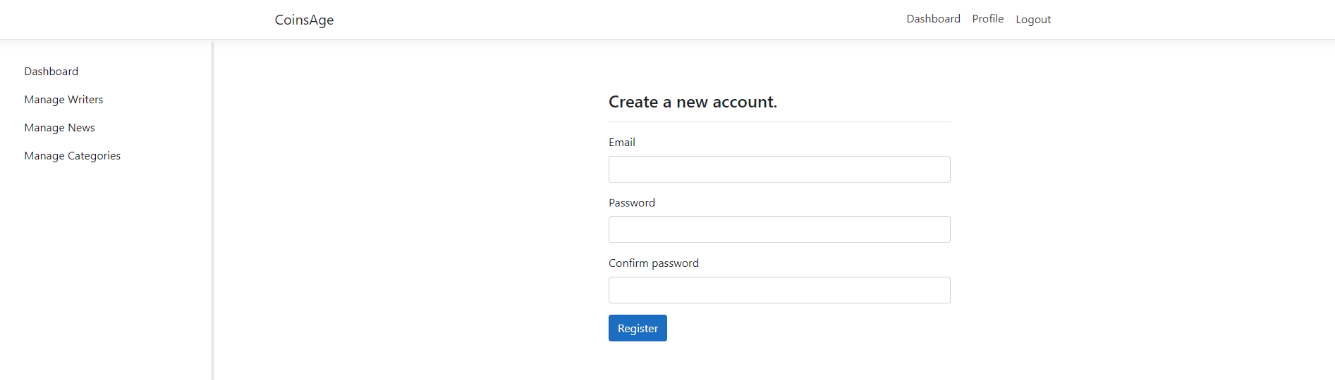 CoinsAge
Dashboard Profile Logout
Dashboard
Manage Writers
Manage News
Manage Categories
Create a new account.
Email
Password
Confirm password
Register